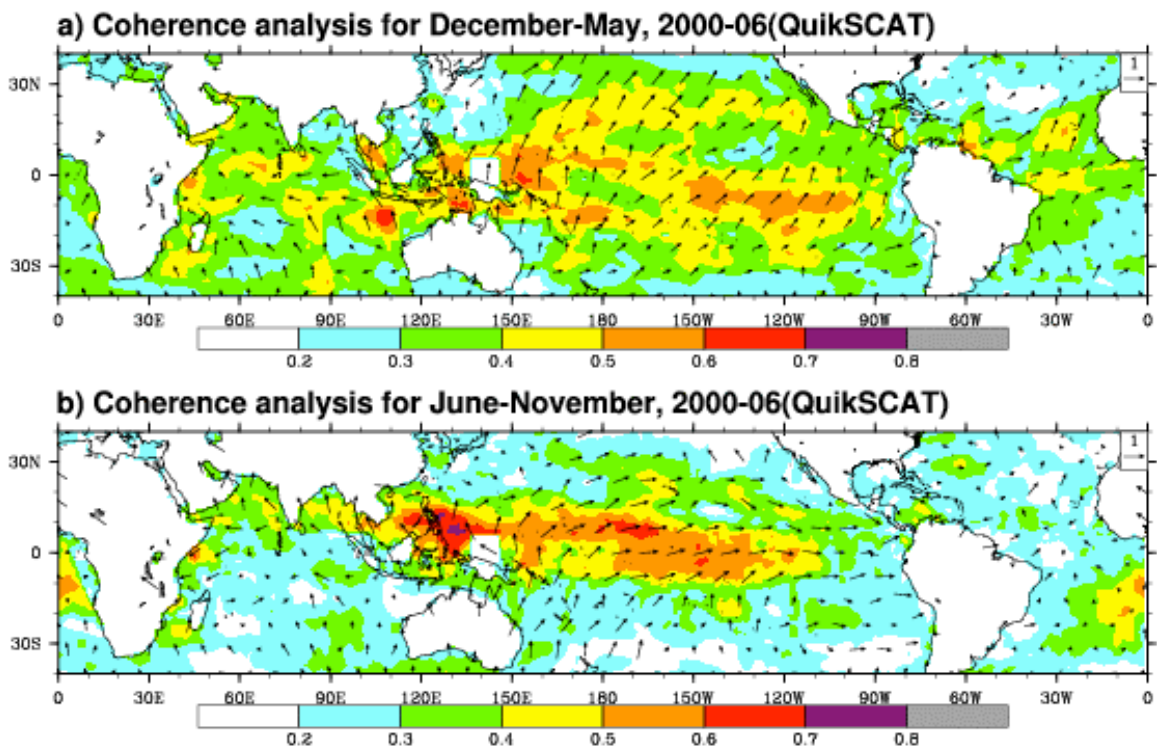 a) Coherence analysis for December-May, 2000-06(QuikSCAT)
1
30N
0
30S
0 30E 60E 90E 120E 150E 180 150W 120W 90W 60W 30W 0
0.2 0.3 0.4 0.5 0.6 0.7 0.8
b) Coherence analysis for June-November, 2000-06(QuikSCAT)
1
30N
0
30S
0 30E 60E 90E 120E 150E 180 150W 120W 90W 60W 30W 0
0.2 0.3 0.4 0.5 0.6 0.7 0.8